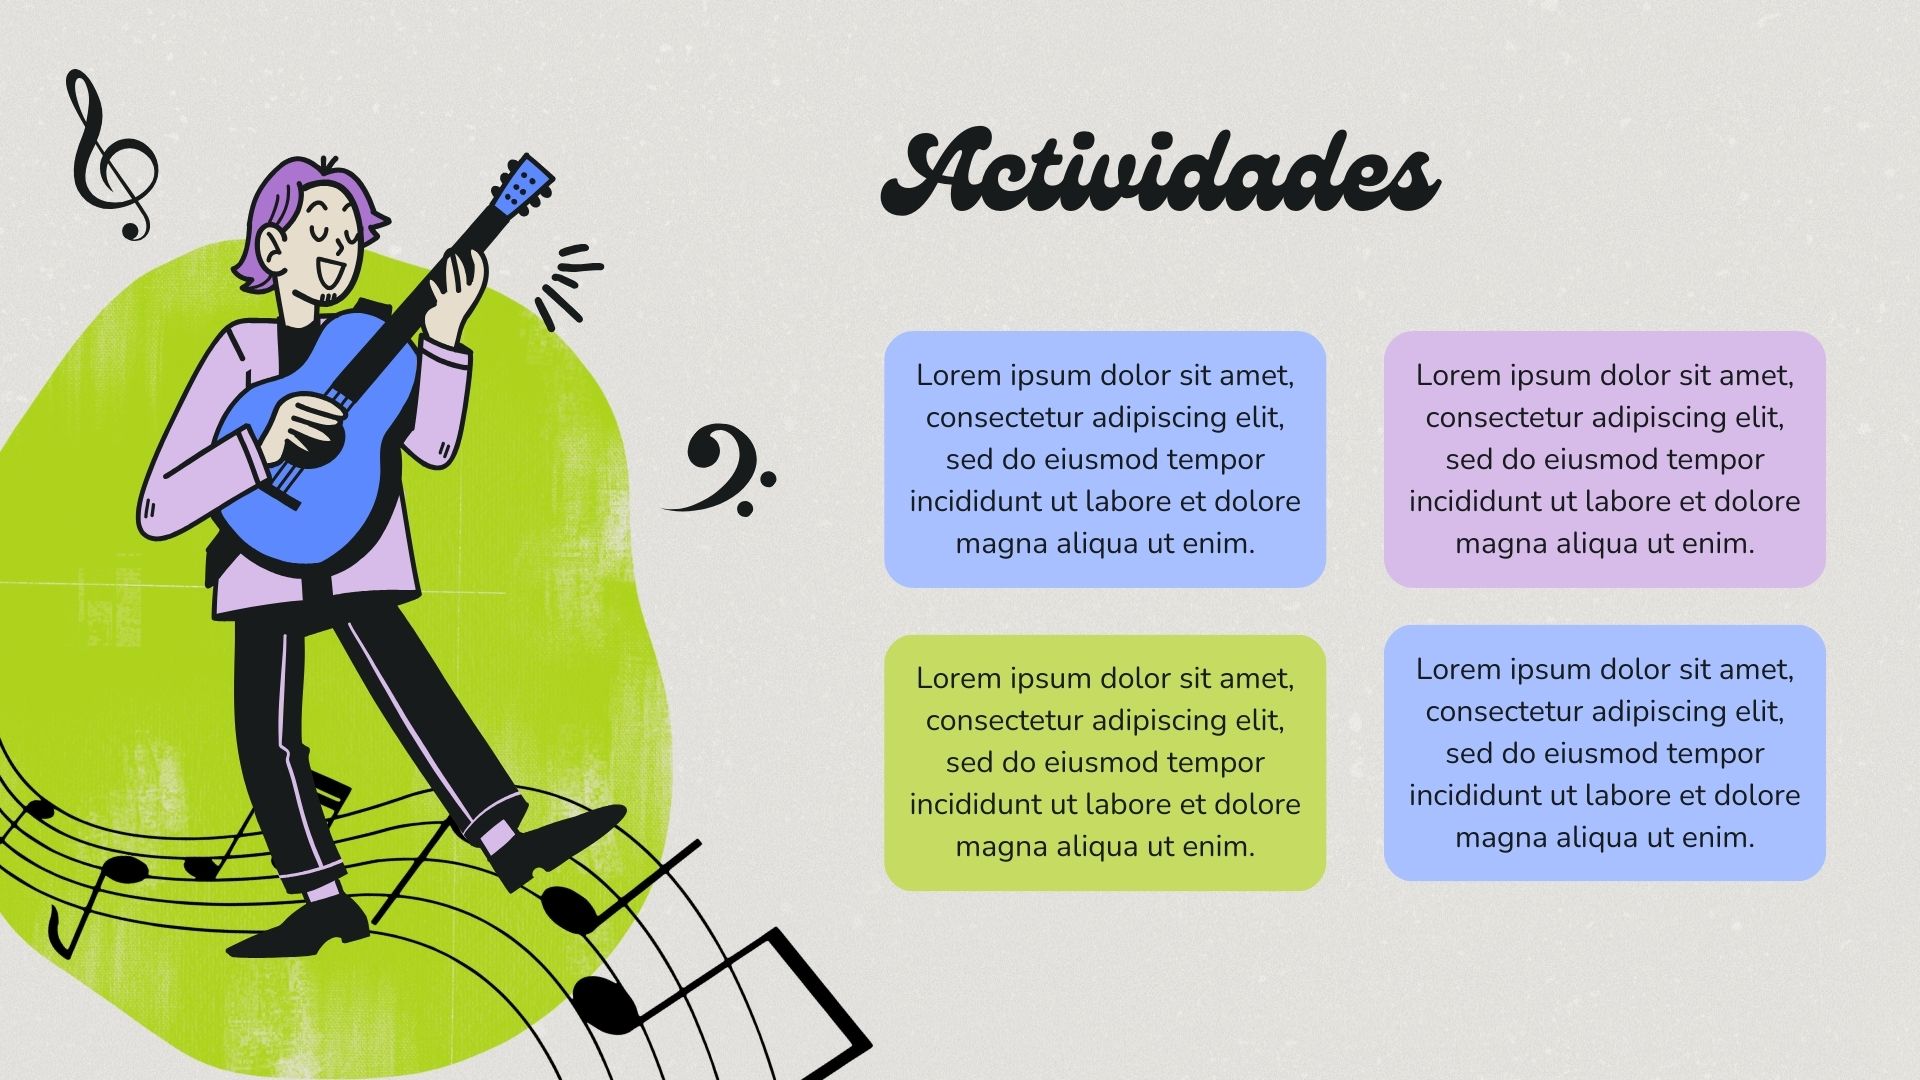 Actividades
Lorem ipsum dolor sit amet,
consectetur adipiscing elit,
sed do eiusmod tempor
incididunt ut labore et dolore
magna aliqua ut enim.
Lorem ipsum dolor sit amet,
consectetur adipiscing elit,
sed do eiusmod tempor
incididunt ut labore et dolore
magna aliqua ut enim.
Lorem ipsum dolor sit amet,
consectetur adipiscing elit,
sed do eiusmod tempor
incididunt ut labore et dolore
magna aliqua ut enim.
Lorem ipsum dolor sit amet,
consectetur adipiscing elit,
sed do eiusmod tempor
incididunt ut labore et dolore
magna aliqua ut enim.